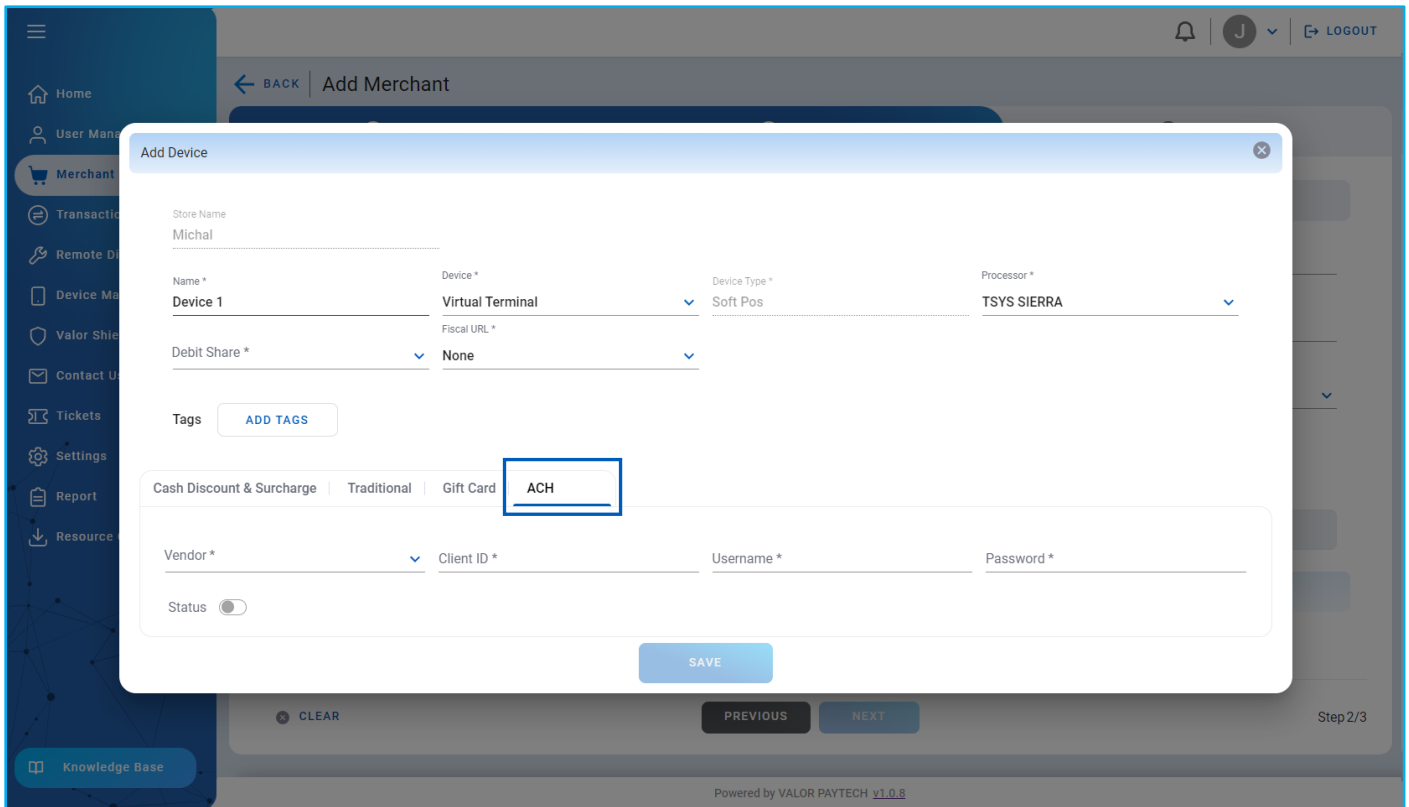 J
LOGOUT
BACK
Add Merchant
Home
User Mana
Merchant
Transactio
Remote Di
Device Ma
Valor Shie
Contact Us
Tickets
Settings
Report
Resource
Knowledge Base
Add Device
Store Name
Michal
Name *
Device 1
Device *
Virtual Terminal
Device Type *
Soft Pos
Processor *
TSYS SIERRA
Debit Share *
Fiscal URL *
None
Tags
ADD TAGS
Cash Discount & Surcharge
Traditional
Gift Card
ACH
Vendor *
Client ID *
Username *
Password *
Status
SAVE
CLEAR
PREVIOUS
NEXT
Step 2/3
Powered by VALOR PAYTECH v1.0.8